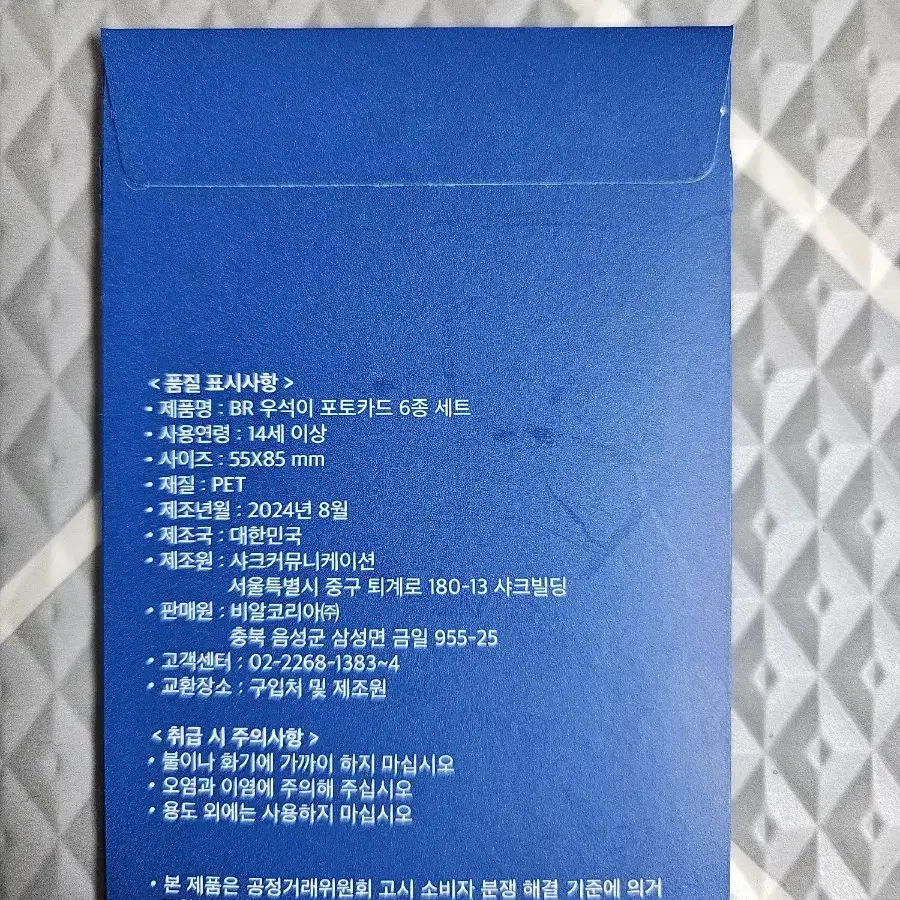 < 품질 표시사항 >
• 제품명 : BR 우석이 포토카드 6종 세트
• 사용연령 : 14세 이상
• 사이즈 : 55X85 mm
• 재질 : PET
• 제조년월 : 2024년 8월
• 제조국 : 대한민국
• 제조원 : 샤크커뮤니케이션
서울특별시 중구 퇴계로 180-13 샤크빌딩
• 판매원 : 비알코리아㈜
충북 음성군 삼성면 금일 955-25
• 고객센터 : 02-2268-1383~4
• 교환장소 : 구입처 및 제조원
< 취급 시 주의사항 >
• 불이나 화기에 가까이 하지 마십시오
• 오염과 이염에 주의해 주십시오
• 용도 외에는 사용하지 마십시오
• 본 제품은 공정거래위원회 고시 소비자 분쟁 해결 기준에 의거